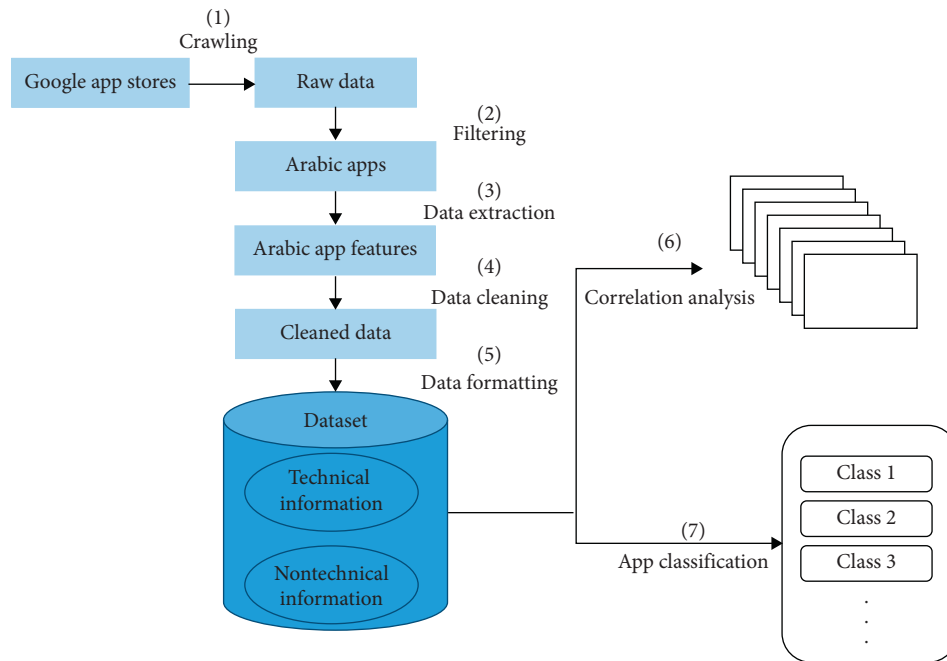 (1)
Crawling
Google app stores
Raw data
(2)
Filtering
Arabic apps
(3)
Data extraction
Arabic app features
(4)
Data cleaning
Cleaned data
(5)
Data formatting
Dataset
Technical
information
Nontechnical
information
(6)
Correlation analysis
(7)
App classification
Class 1
Class 2
Class 3
.
.
.